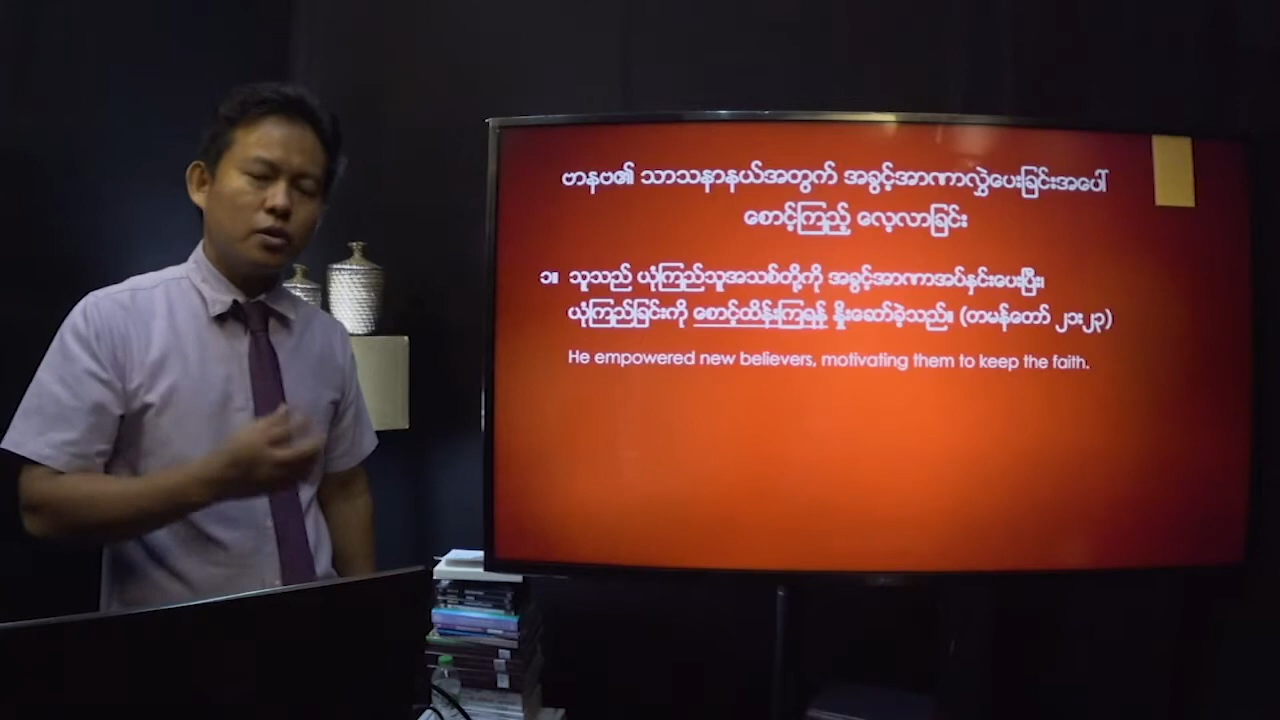 ဗာနဗ၏ သာသနာနယ်အတွက် အခွင့်အာဏာလွှဲပေးခြင်းအပေါ်
စောင့်ကြည့် လေ့လာခြင်း
၁။ သူသည် ယုံကြည်သူအသစ်တို့ကို အခွင့်အာဏာအပ်နှင်းပေးပြီး၊
ယုံကြည်ခြင်းကို စောင့်ထိန်းကြရန် နှိုးဆော်ခဲ့သည်။ (တမန်တော် ၂၁း၂၃)
He empowered new believers, motivating them to keep the faith.